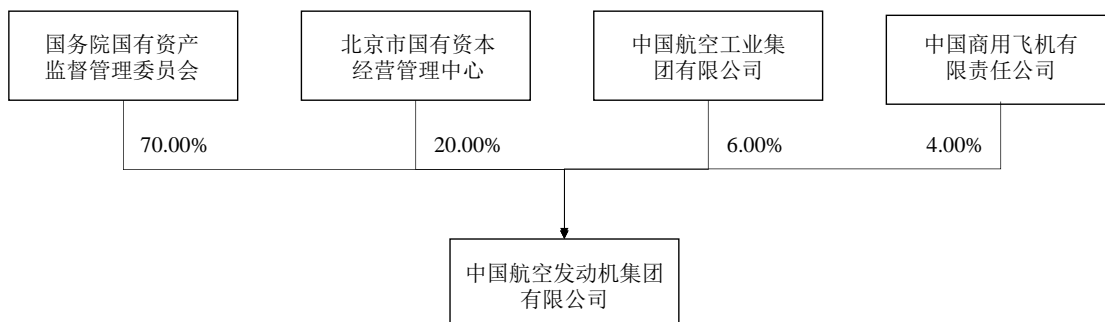 国务院国有资产
监督管理委员会
北京市国有资本
经营管理中心
中国航空工业集
团有限公司
中国商用飞机有
限责任公司
70.00%
20.00%
6.00%
4.00%
中国航空发动机集团
有限公司